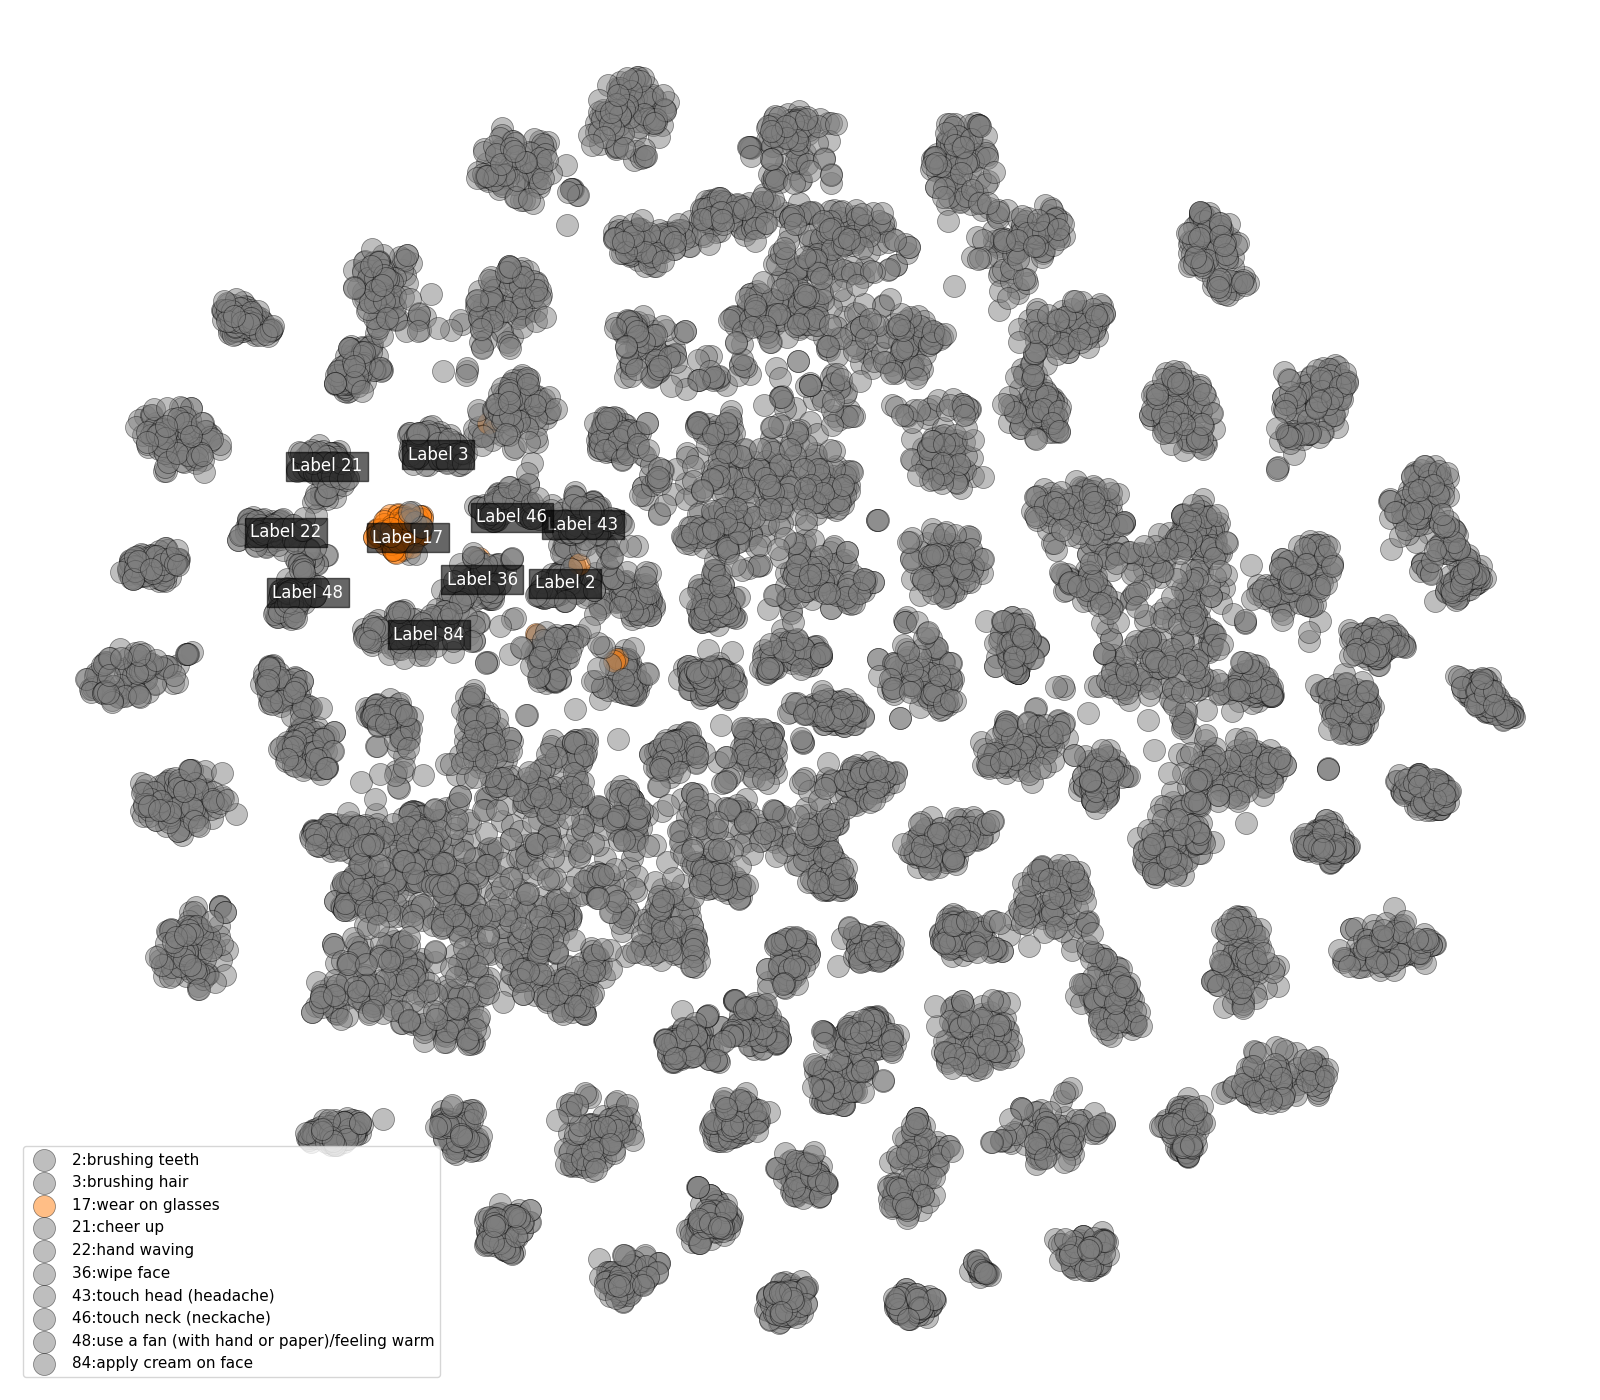 Label 3
Label 21
Label 46
Label 43
Label 22
Label 17
Label 36
Label 2
Label 48
Label 84
2:brushing teeth
3:brushing hair
17:wear on glasses
21:cheer up
22:hand waving
36:wipe face
43:touch head (headache)
46:touch neck (neckache)
48:use a fan (with hand or paper)/feeling warm
84:apply cream on face